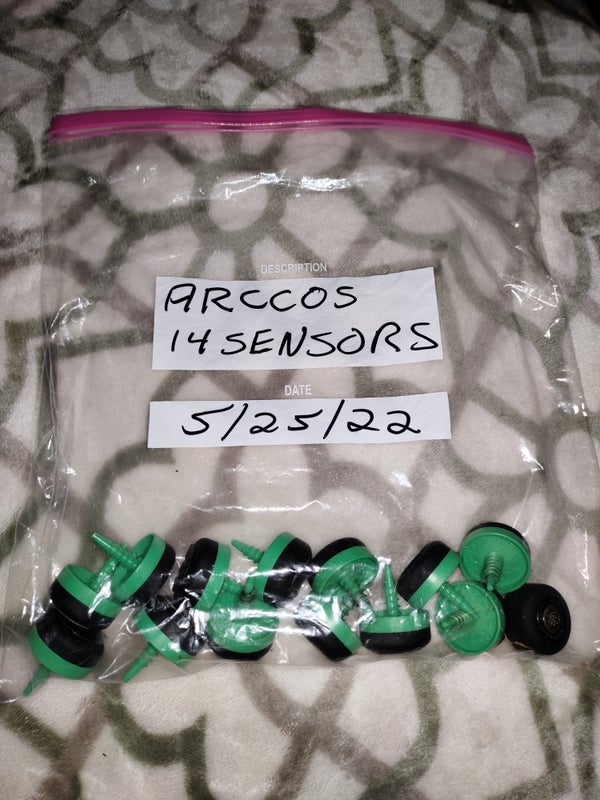 DESCRIPTION
ARCCOS
14 SENSORS
DATE
5/25/22